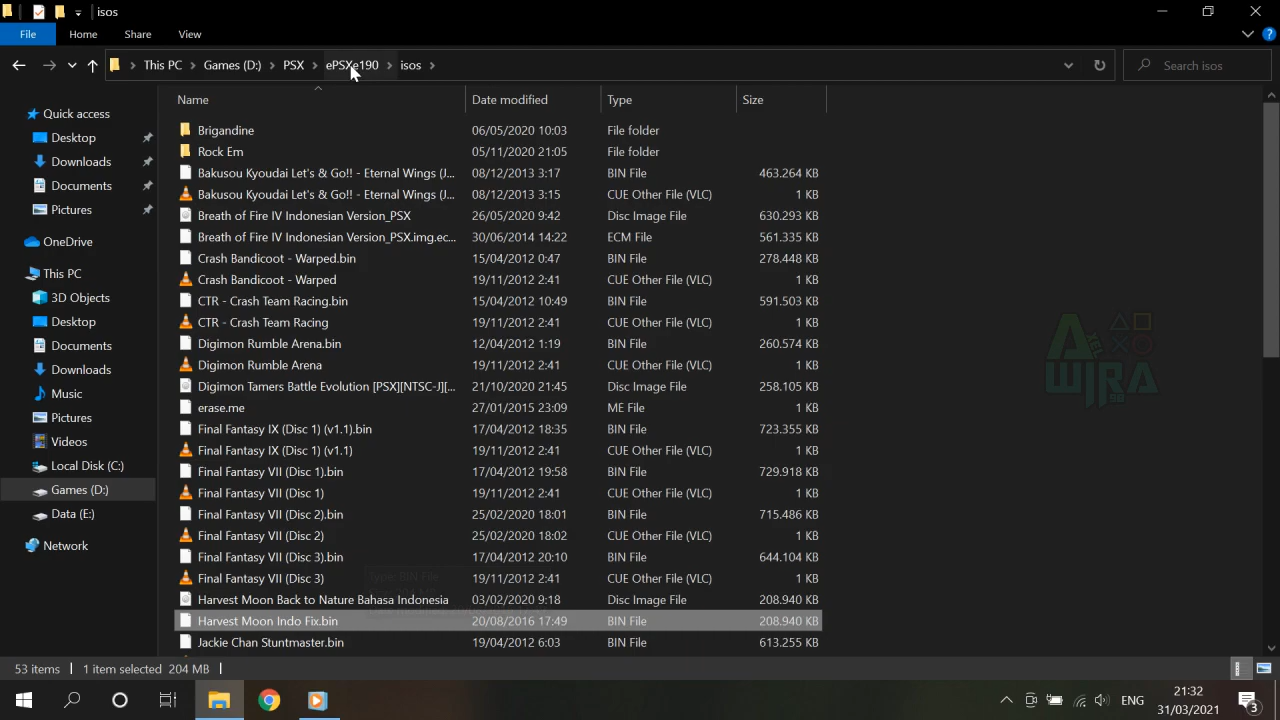 isos
File Home Share View
This PC Games (D:) PSX ePSXe190 isos Search isos
Name Date modified Type Size
Quick access
Desktop
Downloads
Documents
Pictures
OneDrive
This PC
3D Objects
Desktop
Documents
Downloads
Music
Pictures
Videos
Local Disk (C:)
Games (D:)
Data (E:)
Network
Brigandine 06/05/2020 10:03 File folder
Rock Em 05/11/2020 21:05 File folder
Bakusou Kyoudai Let's & Go!! - Eternal Wings (J... 08/12/2013 3:17 BIN File 463.264 KB
Bakusou Kyoudai Let's & Go!! - Eternal Wings (J... 08/12/2013 3:15 CUE Other File (VLC) 1 KB
Breath of Fire IV Indonesian Version_PSX 26/05/2020 9:42 Disc Image File 630.293 KB
Breath of Fire IV Indonesian Version_PSX.img.ec... 30/06/2014 14:22 ECM File 561.335 KB
Crash Bandicoot - Warped.bin 15/04/2012 0:47 BIN File 278.448 KB
Crash Bandicoot - Warped 19/11/2012 2:41 CUE Other File (VLC) 1 KB
CTR - Crash Team Racing.bin 15/04/2012 10:49 BIN File 591.503 KB
CTR - Crash Team Racing 19/11/2012 2:41 CUE Other File (VLC) 1 KB
Digimon Rumble Arena.bin 12/04/2012 1:19 BIN File 260.574 KB
Digimon Rumble Arena 19/11/2012 2:41 CUE Other File (VLC) 1 KB
Digimon Tamers Battle Evolution [PSX][NTSC-J][... 21/10/2020 21:45 Disc Image File 258.105 KB
erase.me 27/01/2015 23:09 ME File 1 KB
Final Fantasy IX (Disc 1) (v1.1).bin 17/04/2012 18:35 BIN File 723.355 KB
Final Fantasy IX (Disc 1) (v1.1) 19/11/2012 2:41 CUE Other File (VLC) 1 KB
Final Fantasy VII (Disc 1).bin 17/04/2012 19:58 BIN File 729.918 KB
Final Fantasy VII (Disc 1) 19/11/2012 2:41 CUE Other File (VLC) 1 KB
Final Fantasy VII (Disc 2).bin 25/02/2020 18:01 BIN File 715.486 KB
Final Fantasy VII (Disc 2) 25/02/2020 18:02 CUE Other File (VLC) 1 KB
Final Fantasy VII (Disc 3).bin 17/04/2012 20:10 BIN File 644.104 KB
Final Fantasy VII (Disc 3) 19/11/2012 2:41 CUE Other File (VLC) 1 KB
Harvest Moon Back to Nature Bahasa Indonesia 03/02/2020 9:18 Disc Image File 208.940 KB
Harvest Moon Indo Fix.bin 20/08/2016 17:49 BIN File 208.940 KB
Jackie Chan Stuntmaster.bin 19/04/2012 6:03 BIN File 613.255 KB
Type: BIN File
AYEL
WIRA
53 items 1 item selected 204 MB
ENG
21:32
31/03/2021
3